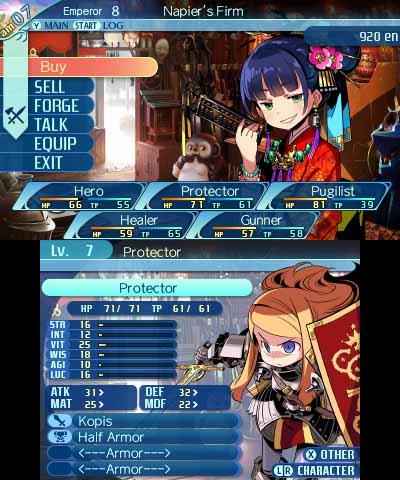 am 07 Emperor 8 Napier's Firm
Y MAIN START LOG
920 en
Buy
SELL
FORGE
TALK
EQUIP
EXIT
Hero Protector Pugilist
HP 66 TP 55 HP 71 TP 61 HP 81 TP 39
Healer Gunner
HP 59 TP 65 HP 57 TP 58
Lv. 7 Protector
Protector
HP 71/ 71 TP 61/ 61
STR 16
INT 12
VIT 25
WIS 18
AGI 10
LUC 16
ATK 31> DEF 32>
MAT 25> MDF 22>
Kopis
Half Armor
<---Armor--->
<---Armor--->
X OTHER
L R CHARACTER